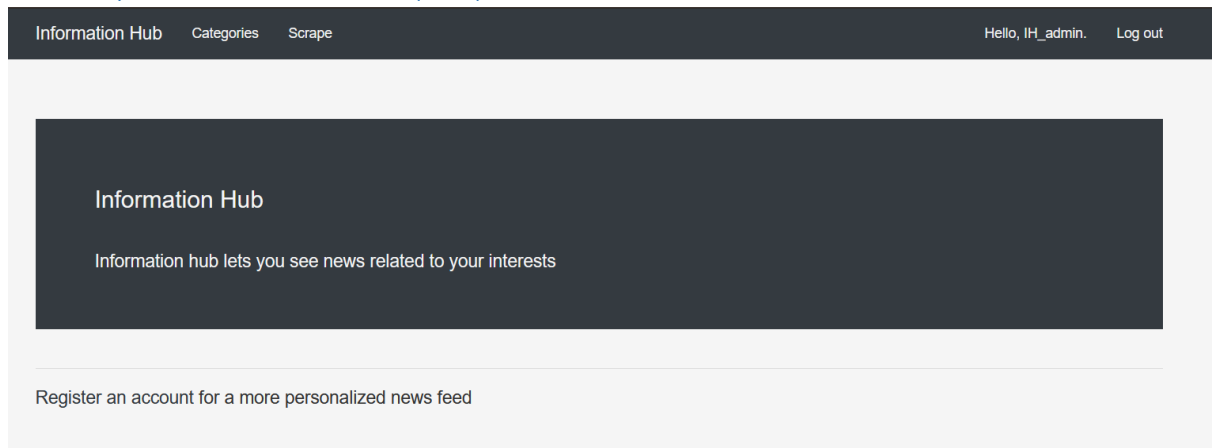 Information Hub Categories Scrape Hello, IH_admin. Log out
Information Hub
Information hub lets you see news related to your interests
Register an account for a more personalized news feed